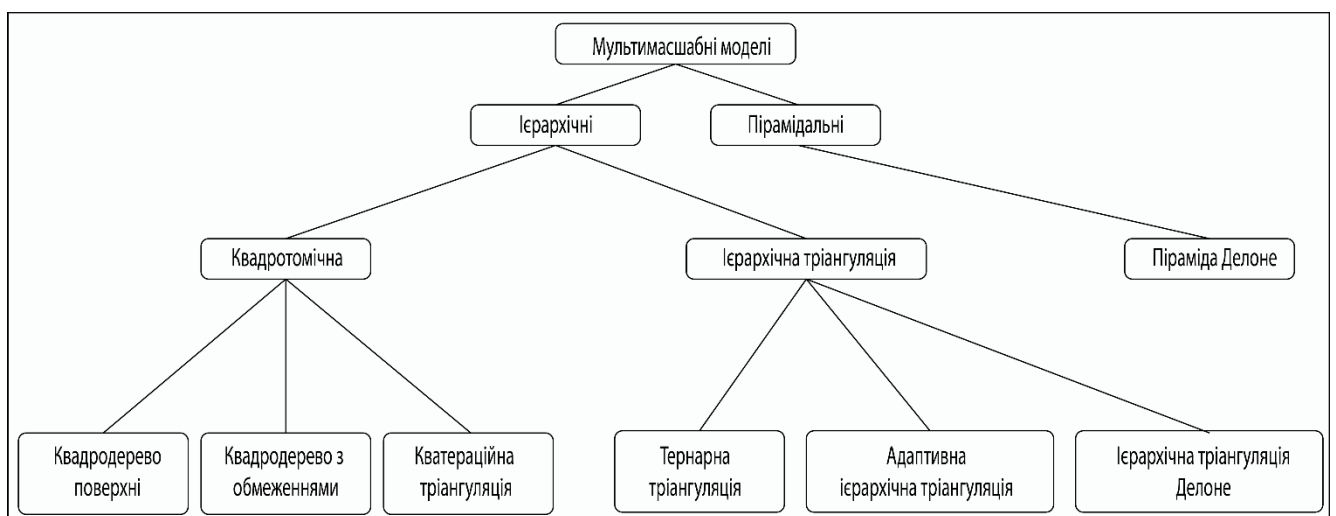 Мультимасшабні моделі
Ієрархічні
Пірамідальні
Квадротомічна
Ієрархічна тріангуляція
Піраміда Делоне
Квадродерево
поверхні
Квадродерево з
обмеженнями
Кватераційна
тріангуляція
Тернарна
тріангуляція
Адаптивна
ієрархічна тріангуляція
Ієрархічна тріангуляція
Делоне